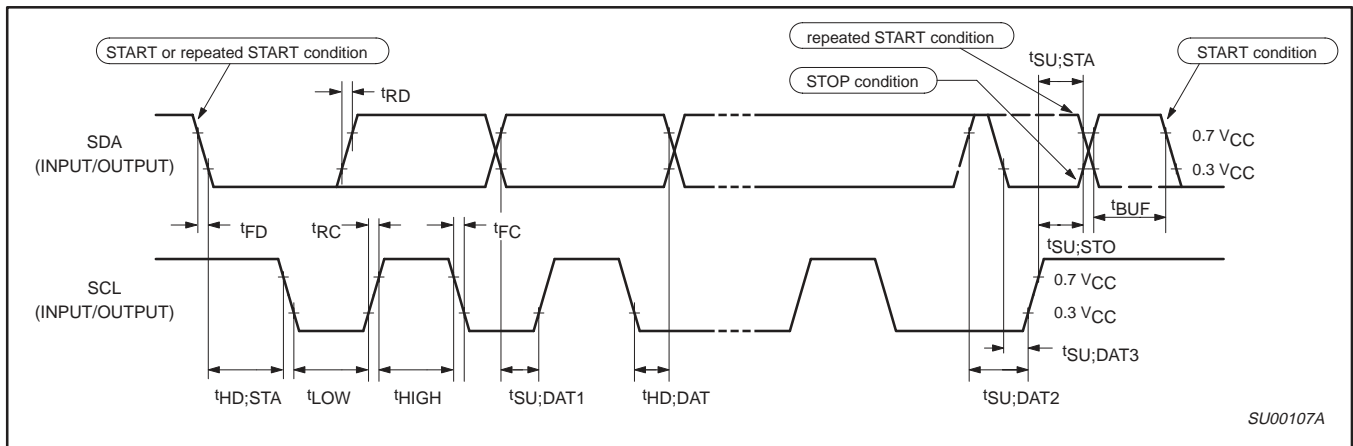 START or repeated START condition
repeated START condition
START condition
tSU;STA
STOP condition
tRD
SDA
(INPUT/OUTPUT)
0.7 VCC
0.3 VCC
tBUF
tFD
tRC
tFC
tSU;STO
SCL
(INPUT/OUTPUT)
0.7 VCC
0.3 VCC
tSU;DAT3
tHD;STA
tLOW
tHIGH
tSU;DAT1
tHD;DAT
tSU;DAT2
SU00107A